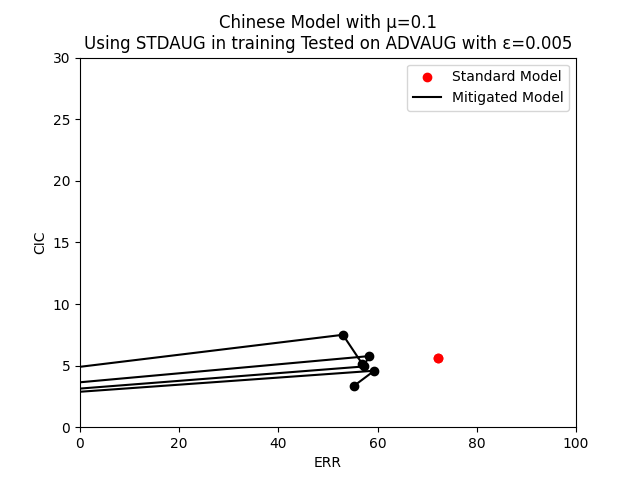 Chinese Model with μ=0.1
Using STDAUG in training Tested on ADVAUG with ε=0.005
Standard Model
Mitigated Model
CIC
30
25
20
15
10
5
0
0 20 40 60 80 100
ERR